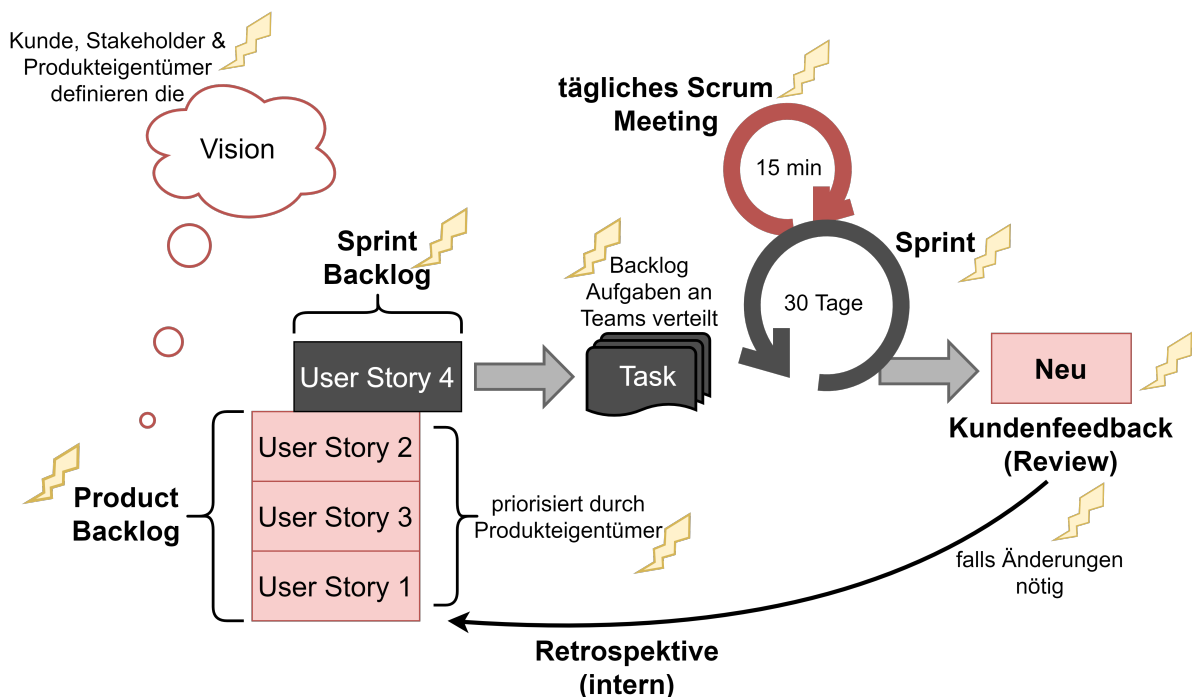 Kunde, Stakeholder &
Produkteigentümer
definieren die
Vision
tägliches Scrum
Meeting
15 min
Sprint
Backlog
Backlog
Aufgaben an
Teams verteilt
Sprint
30 Tage
User Story 4
Task
Neu
Kundenfeedback
(Review)
Product
Backlog
User Story 2
User Story 3
User Story 1
priorisiert durch
Produkteigentümer
falls Änderungen
nötig
Retrospektive
(intern)